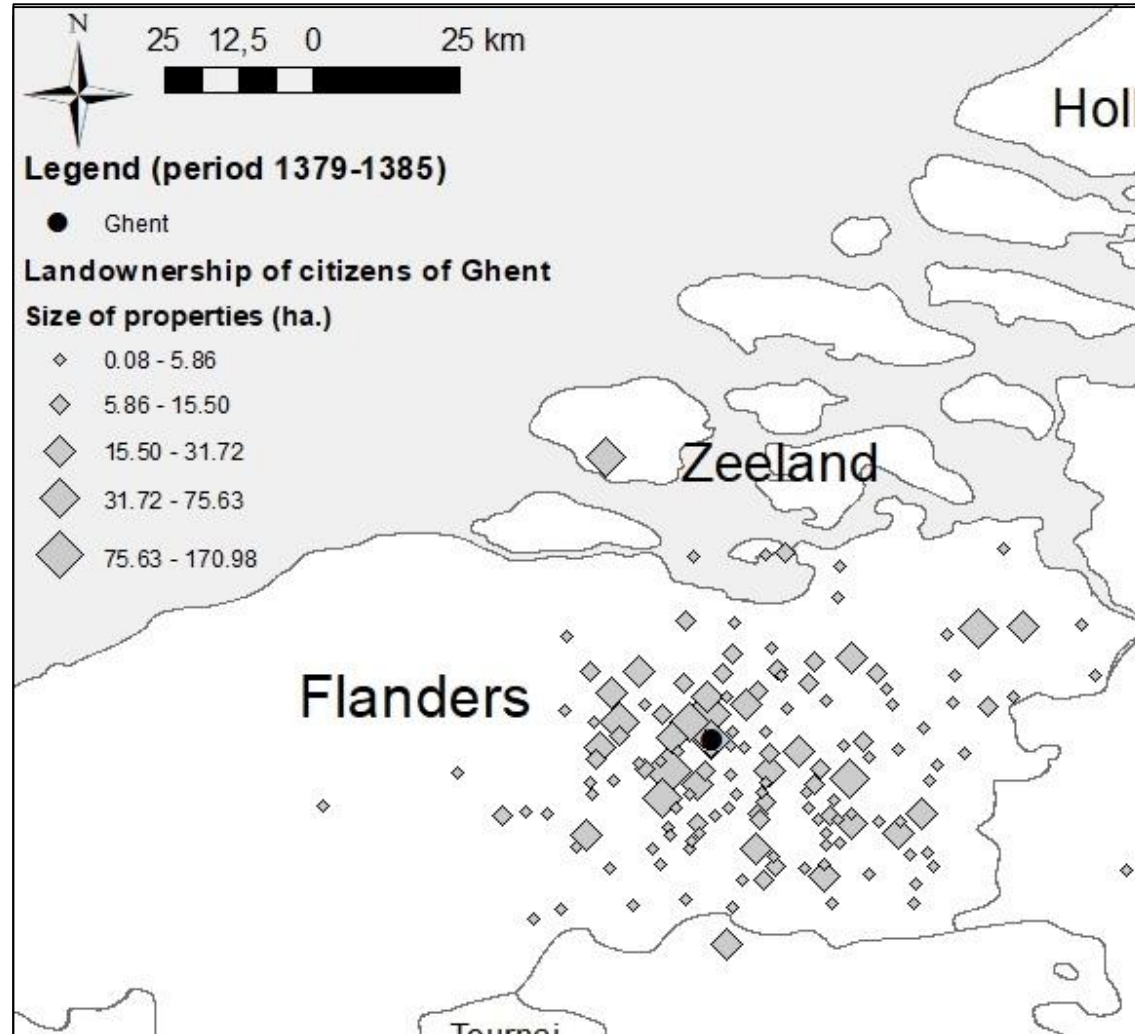 N
25 12,5 0 25 km
Legend (period 1379-1385)
Ghent
Landownership of citizens of Ghent
Size of properties (ha.)
0.08 - 5.86
5.86 - 15.50
15.50 - 31.72
31.72 - 75.63
75.63 - 170.98
Holl
Zeeland
Flanders
Tournai